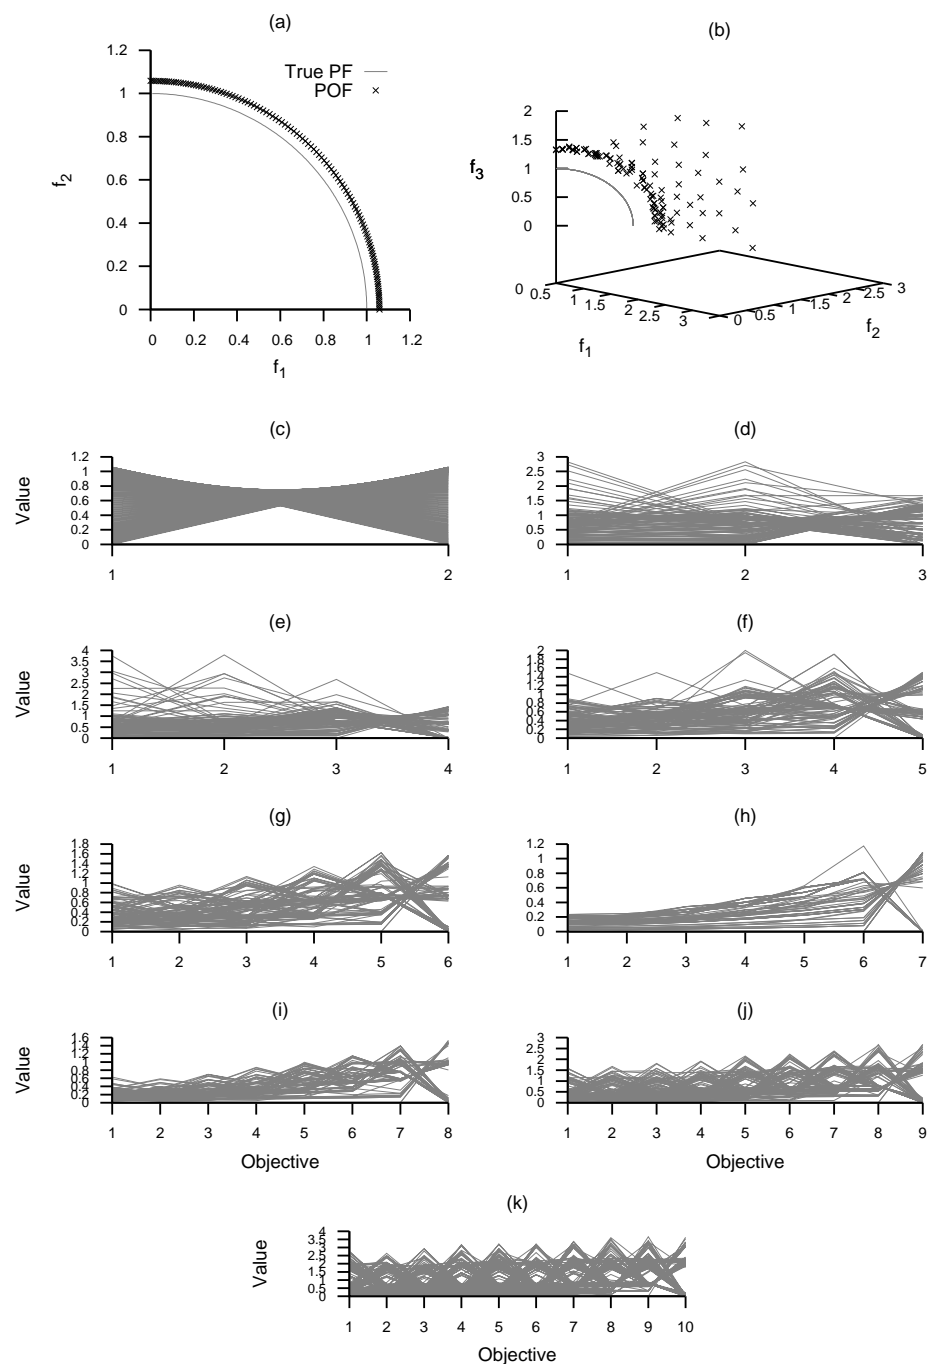 (a)
(b)
1.2
1
0.8
0.6
0.4
0.2
0
f2
True PF
POF
0 0.2 0.4 0.6 0.8 1 1.2
f1
2
1.5
1
0.5
0
f3
0 0.5 1 1.5 2 2.5 3
f1
0 0.5 1 1.5 2 2.5 3
f2
(c)
1.2
1
0.8
0.6
0.4
0.2
0
Value
1 2
(d)
3
2.5
2
1.5
1
0.5
0
1 2 3
(e)
4
3.5
3
2.5
2
1.5
1
0.5
0
Value
1 2 3 4
(f)
2
1.8
1.6
1.4
1.2
1
0.8
0.6
0.4
0.2
0
1 2 3 4 5
(g)
1.8
1.6
1.4
1.2
1
0.8
0.6
0.4
0.2
0
Value
1 2 3 4 5 6
(h)
1.2
1
0.8
0.6
0.4
0.2
0
1 2 3 4 5 6 7
(i)
1.6
1.4
1.2
1
0.8
0.6
0.4
0.2
0
Value
1 2 3 4 5 6 7 8
Objective
(j)
3
2.5
2
1.5
1
0.5
0
1 2 3 4 5 6 7 8 9
Objective
(k)
4
3.5
3
2.5
2
1.5
1
0.5
0
Value
1 2 3 4 5 6 7 8 9 10
Objective